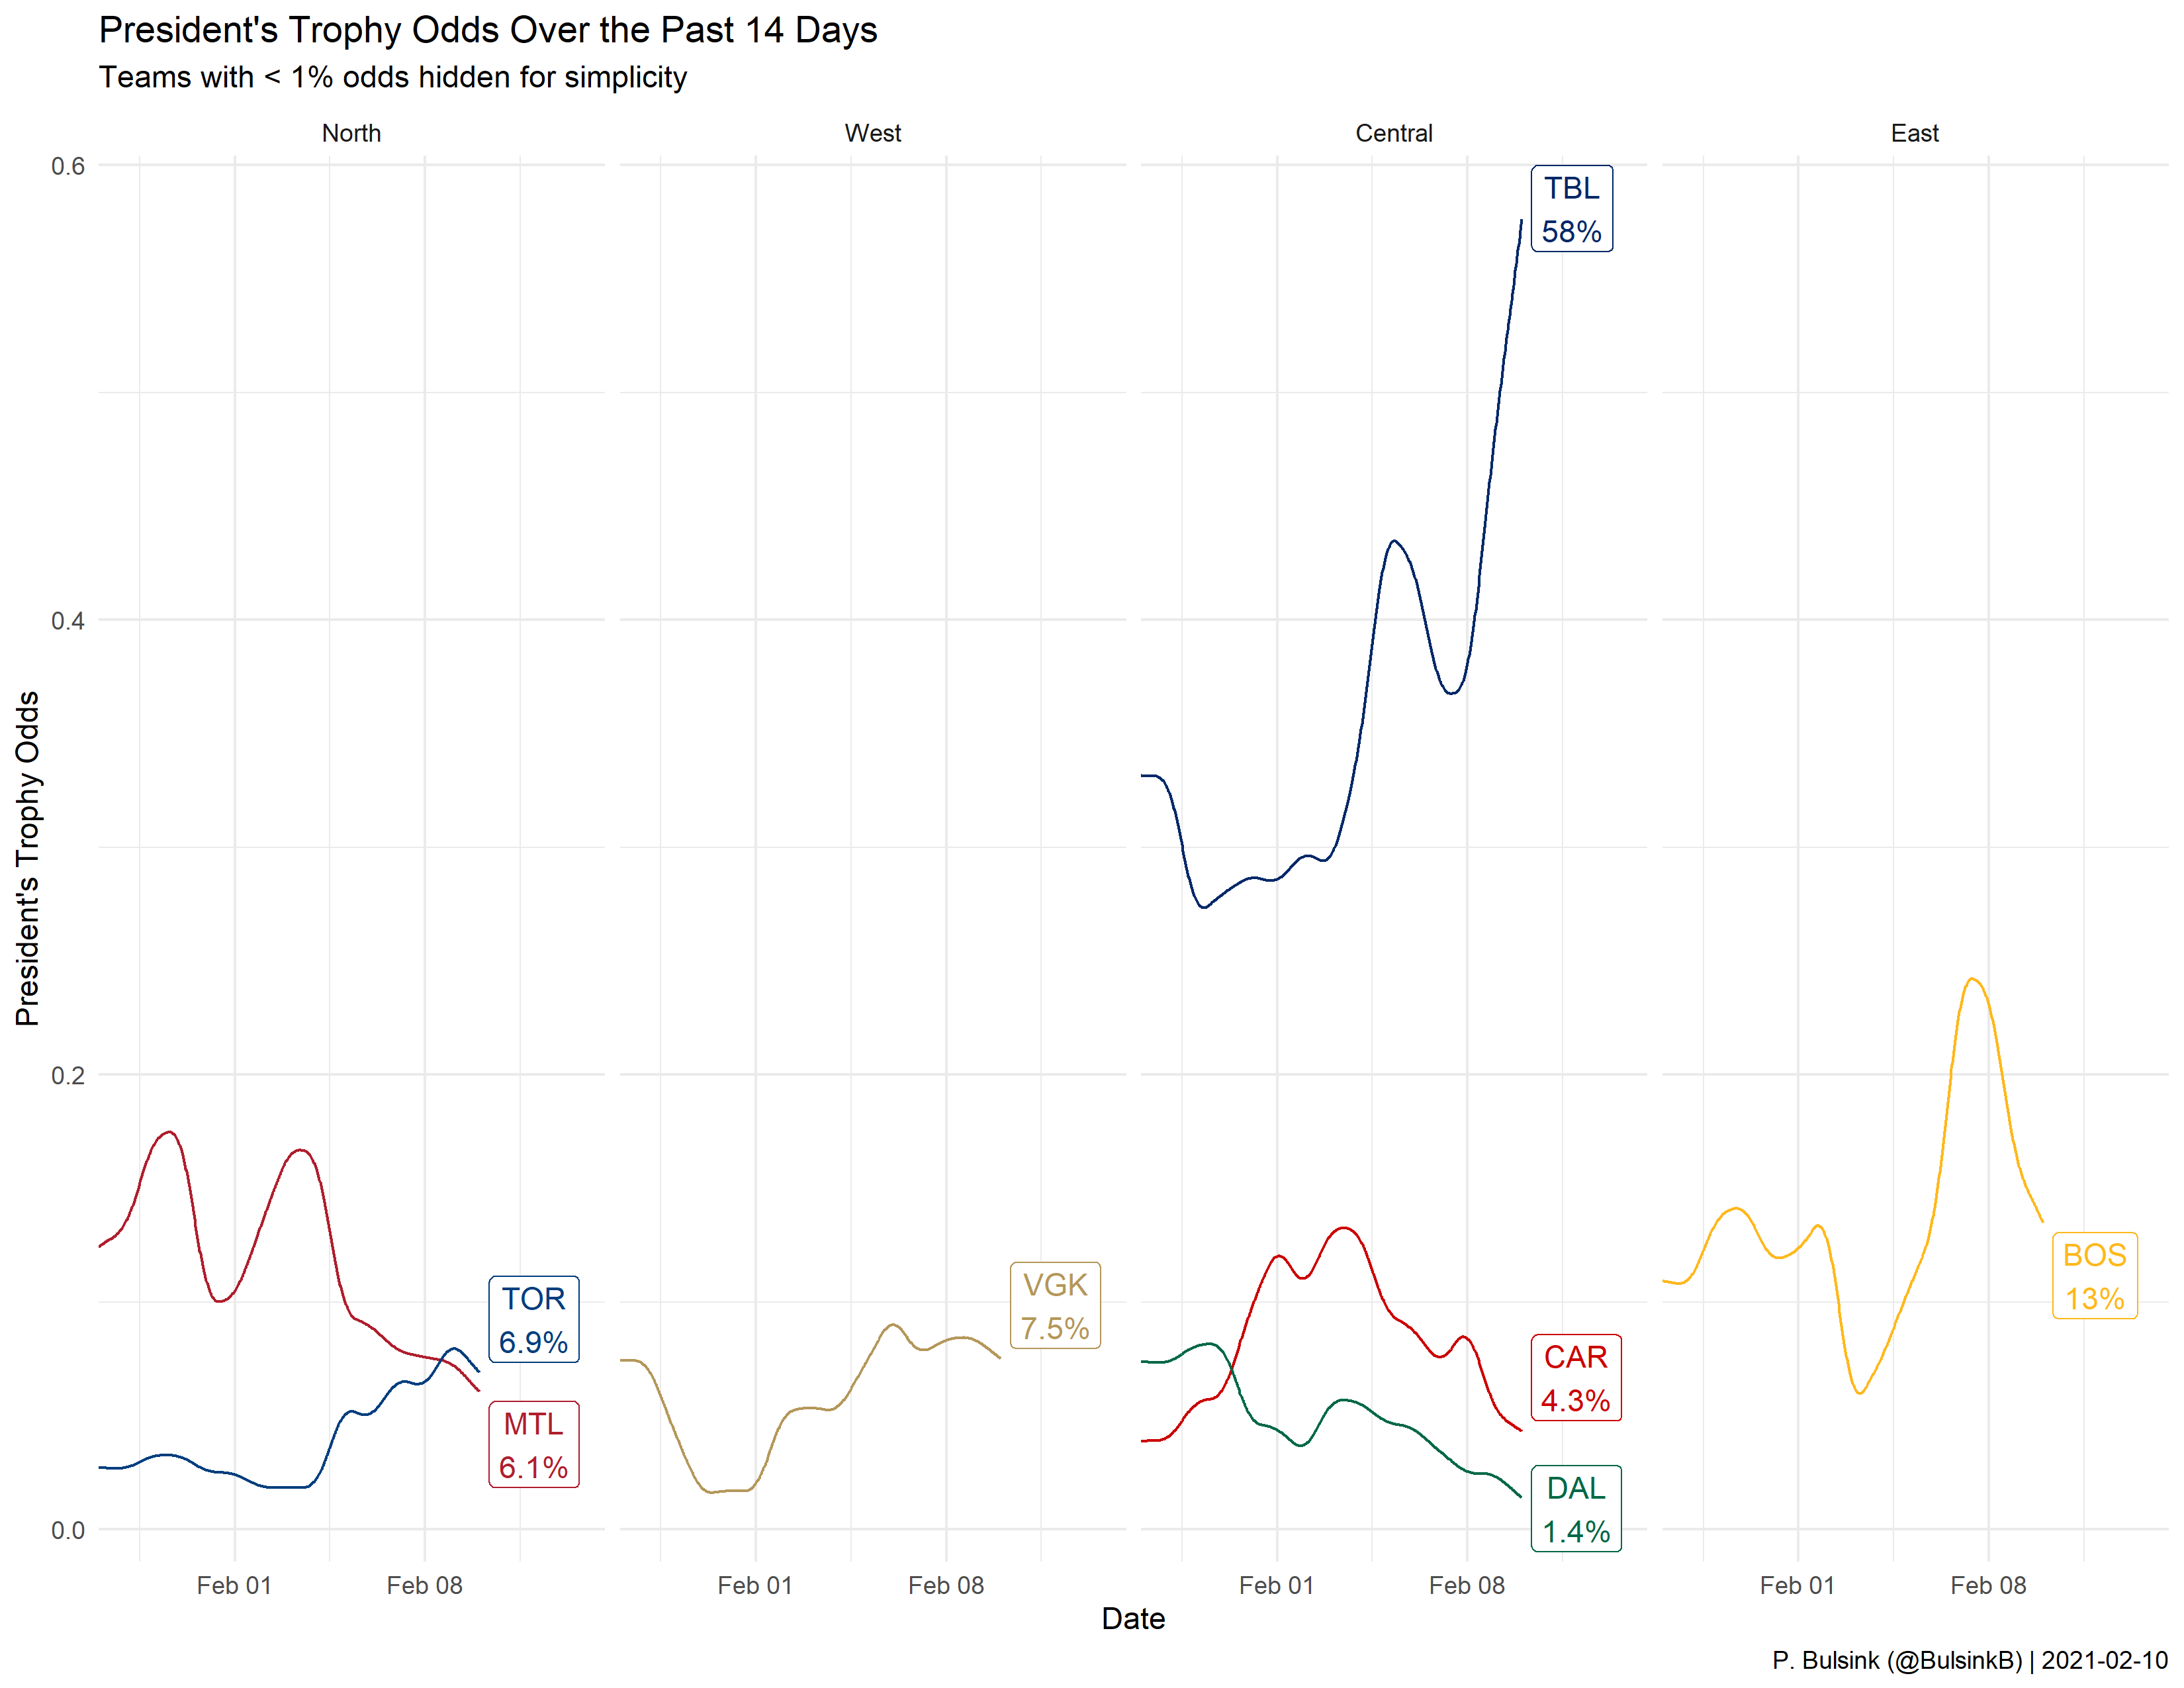 President's Trophy Odds Over the Past 14 Days
Teams with < 1% odds hidden for simplicity
North
West
Central
East
President's Trophy Odds
0.6
0.4
0.2
0.0
TOR
6.9%
MTL
6.1%
VGK
7.5%
TBL
58%
CAR
4.3%
DAL
1.4%
BOS
13%
Feb 01
Feb 08
Feb 01
Feb 08
Feb 01
Feb 08
Feb 01
Feb 08
Date
P. Bulsink (@BulsinkB) | 2021-02-10